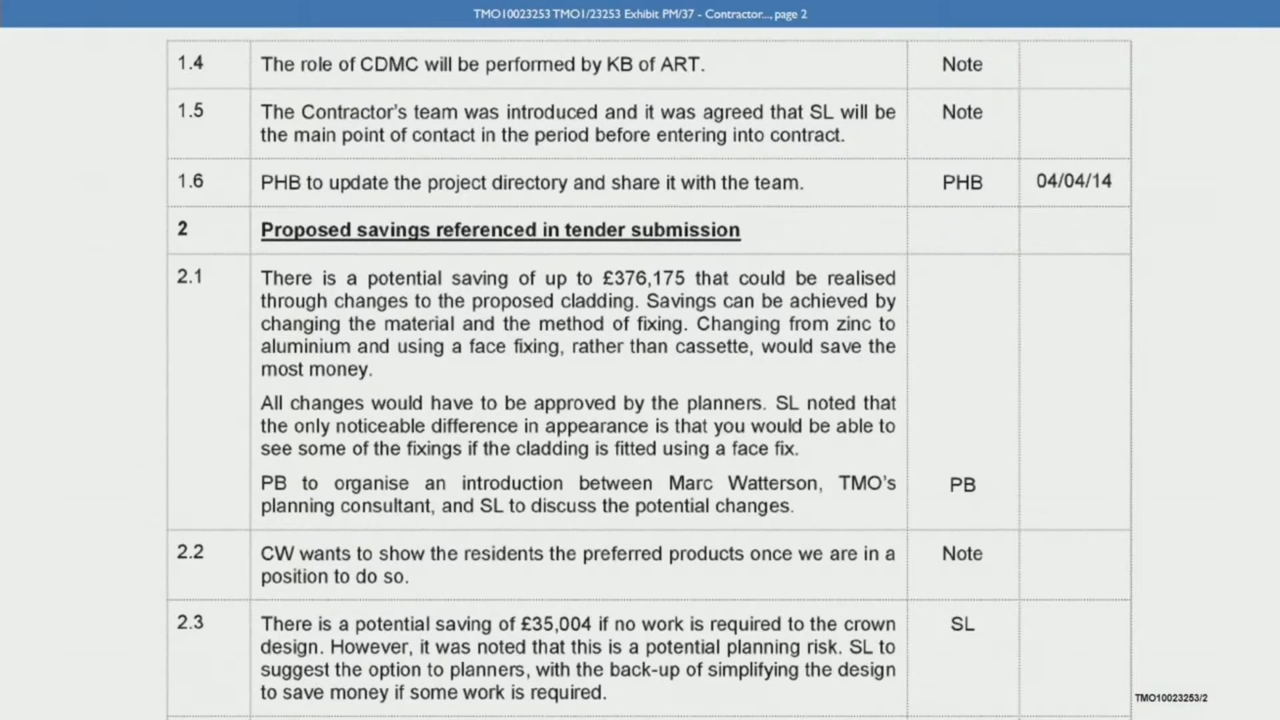 TMO10023253 TMO1/23253 Exhibit PM/37 - Contractor..., page 2
1.4 The role of CDMC will be performed by KB of ART. Note
1.5 The Contractor's team was introduced and it was agreed that SL will be Note
the main point of contact in the period before entering into contract.
1.6 PHB to update the project directory and share it with the team. PHB 04/04/14
2 Proposed savings referenced in tender submission
2.1 There is a potential saving of up to £376,175 that could be realised
through changes to the proposed cladding. Savings can be achieved by
changing the material and the method of fixing. Changing from zinc to
aluminium and using a face fixing, rather than cassette, would save the
most money.
All changes would have to be approved by the planners. SL noted that
the only noticeable difference in appearance is that you would be able to
see some of the fixings if the cladding is fitted using a face fix.
PB to organise an introduction between Marc Watterson, TMO's PB
planning consultant, and SL to discuss the potential changes.
2.2 CW wants to show the residents the preferred products once we are in a Note
position to do so.
2.3 There is a potential saving of £35,004 if no work is required to the crown SL
design. However, it was noted that this is a potential planning risk. SL to
suggest the option to planners, with the back-up of simplifying the design
to save money if some work is required.
TMO10023253/2